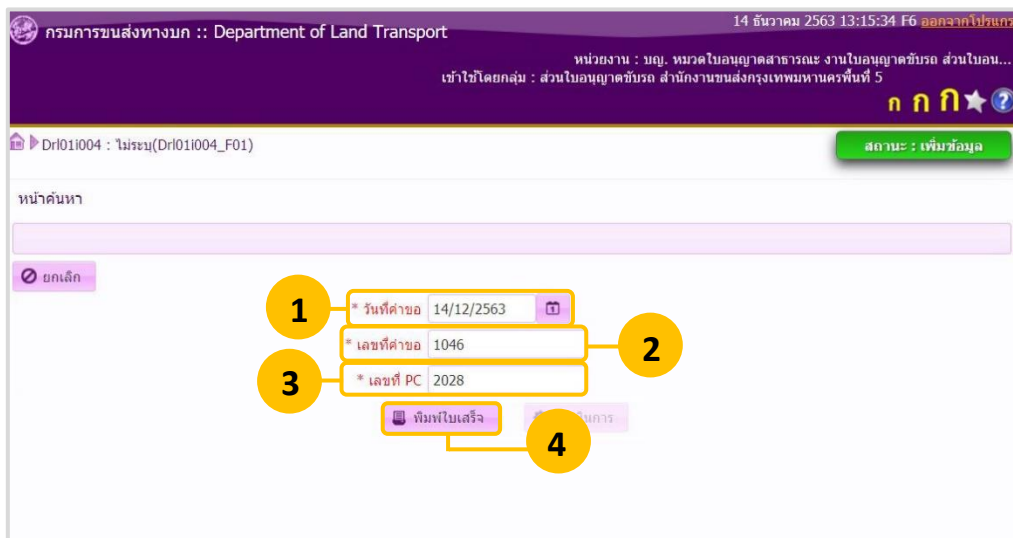 กรมการขนส่งทางบก :: Department of Land Transport
14 ธันวาคม 2563 13:15:34 F6 ออกจากโปรแกร
หน่วยงาน : บญ. หมวดใบอนุญาตสาธารณะ งานใบอนุญาตขับรถ ส่วนใบอน...
เข้าใช้โดยกลุ่ม : ส่วนใบอนุญาตขับรถ สำนักงานขนส่งกรุงเทพมหานครพื้นที่ 5
ก ก ก
Drl01i004 : ไม่ระบุ(Drl01i004_F01)
สถานะ : เพิ่มข้อมูล
หน้าค้นหา
ยกเลิก
1 * วันที่คำขอ 14/12/2563
* เลขที่คำขอ 1046 2
3 * เลขที่ PC 2028
พิมพ์ใบเสร็จ
4